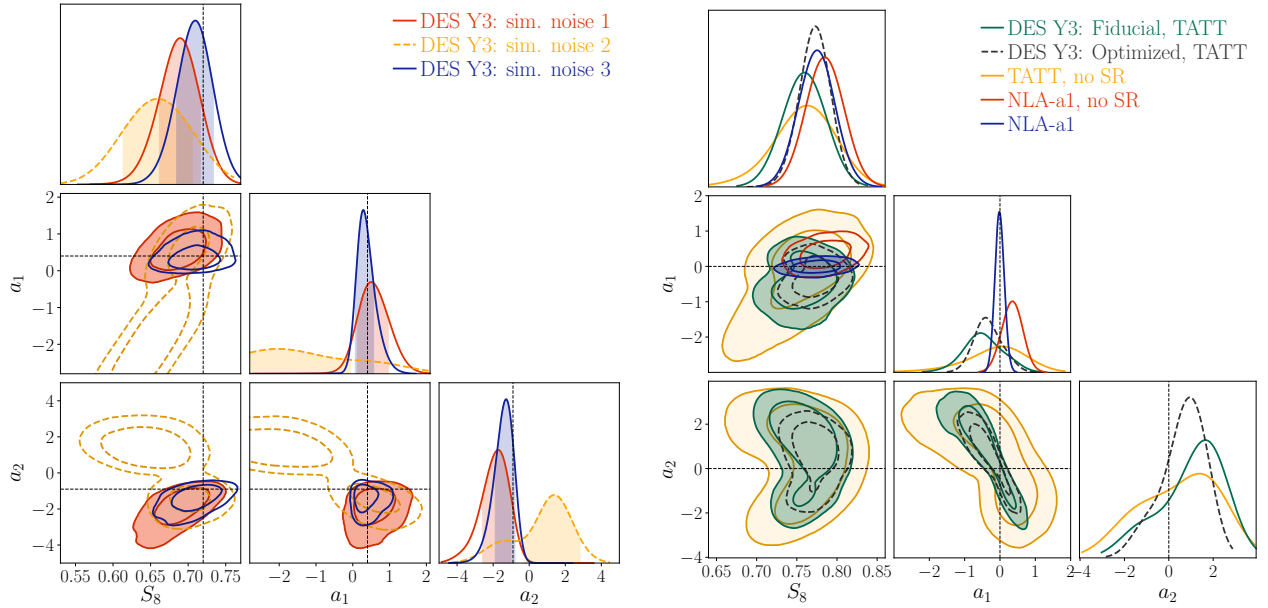 DES Y3: sim. noise 1
DES Y3: sim. noise 2
DES Y3: sim. noise 3
2
1
0
−1
−2
a₁
4
2
0
−2
−4
a₂
0.55 0.60 0.65 0.70 0.75
S₈
−2 0 2
a₁
−4 −2 0 2 4
a₂
DES Y3: Fiducial, TATT
DES Y3: Optimized, TATT
TATT, no SR
NLA-a1, no SR
NLA-a1
2
1
0
−1
−2
a₁
2
0
−2
−4
a₂
0.65 0.70 0.75 0.80 0.85
S₈
−2 −1 0 1 2
a₁
−4 −2 0 2
a₂